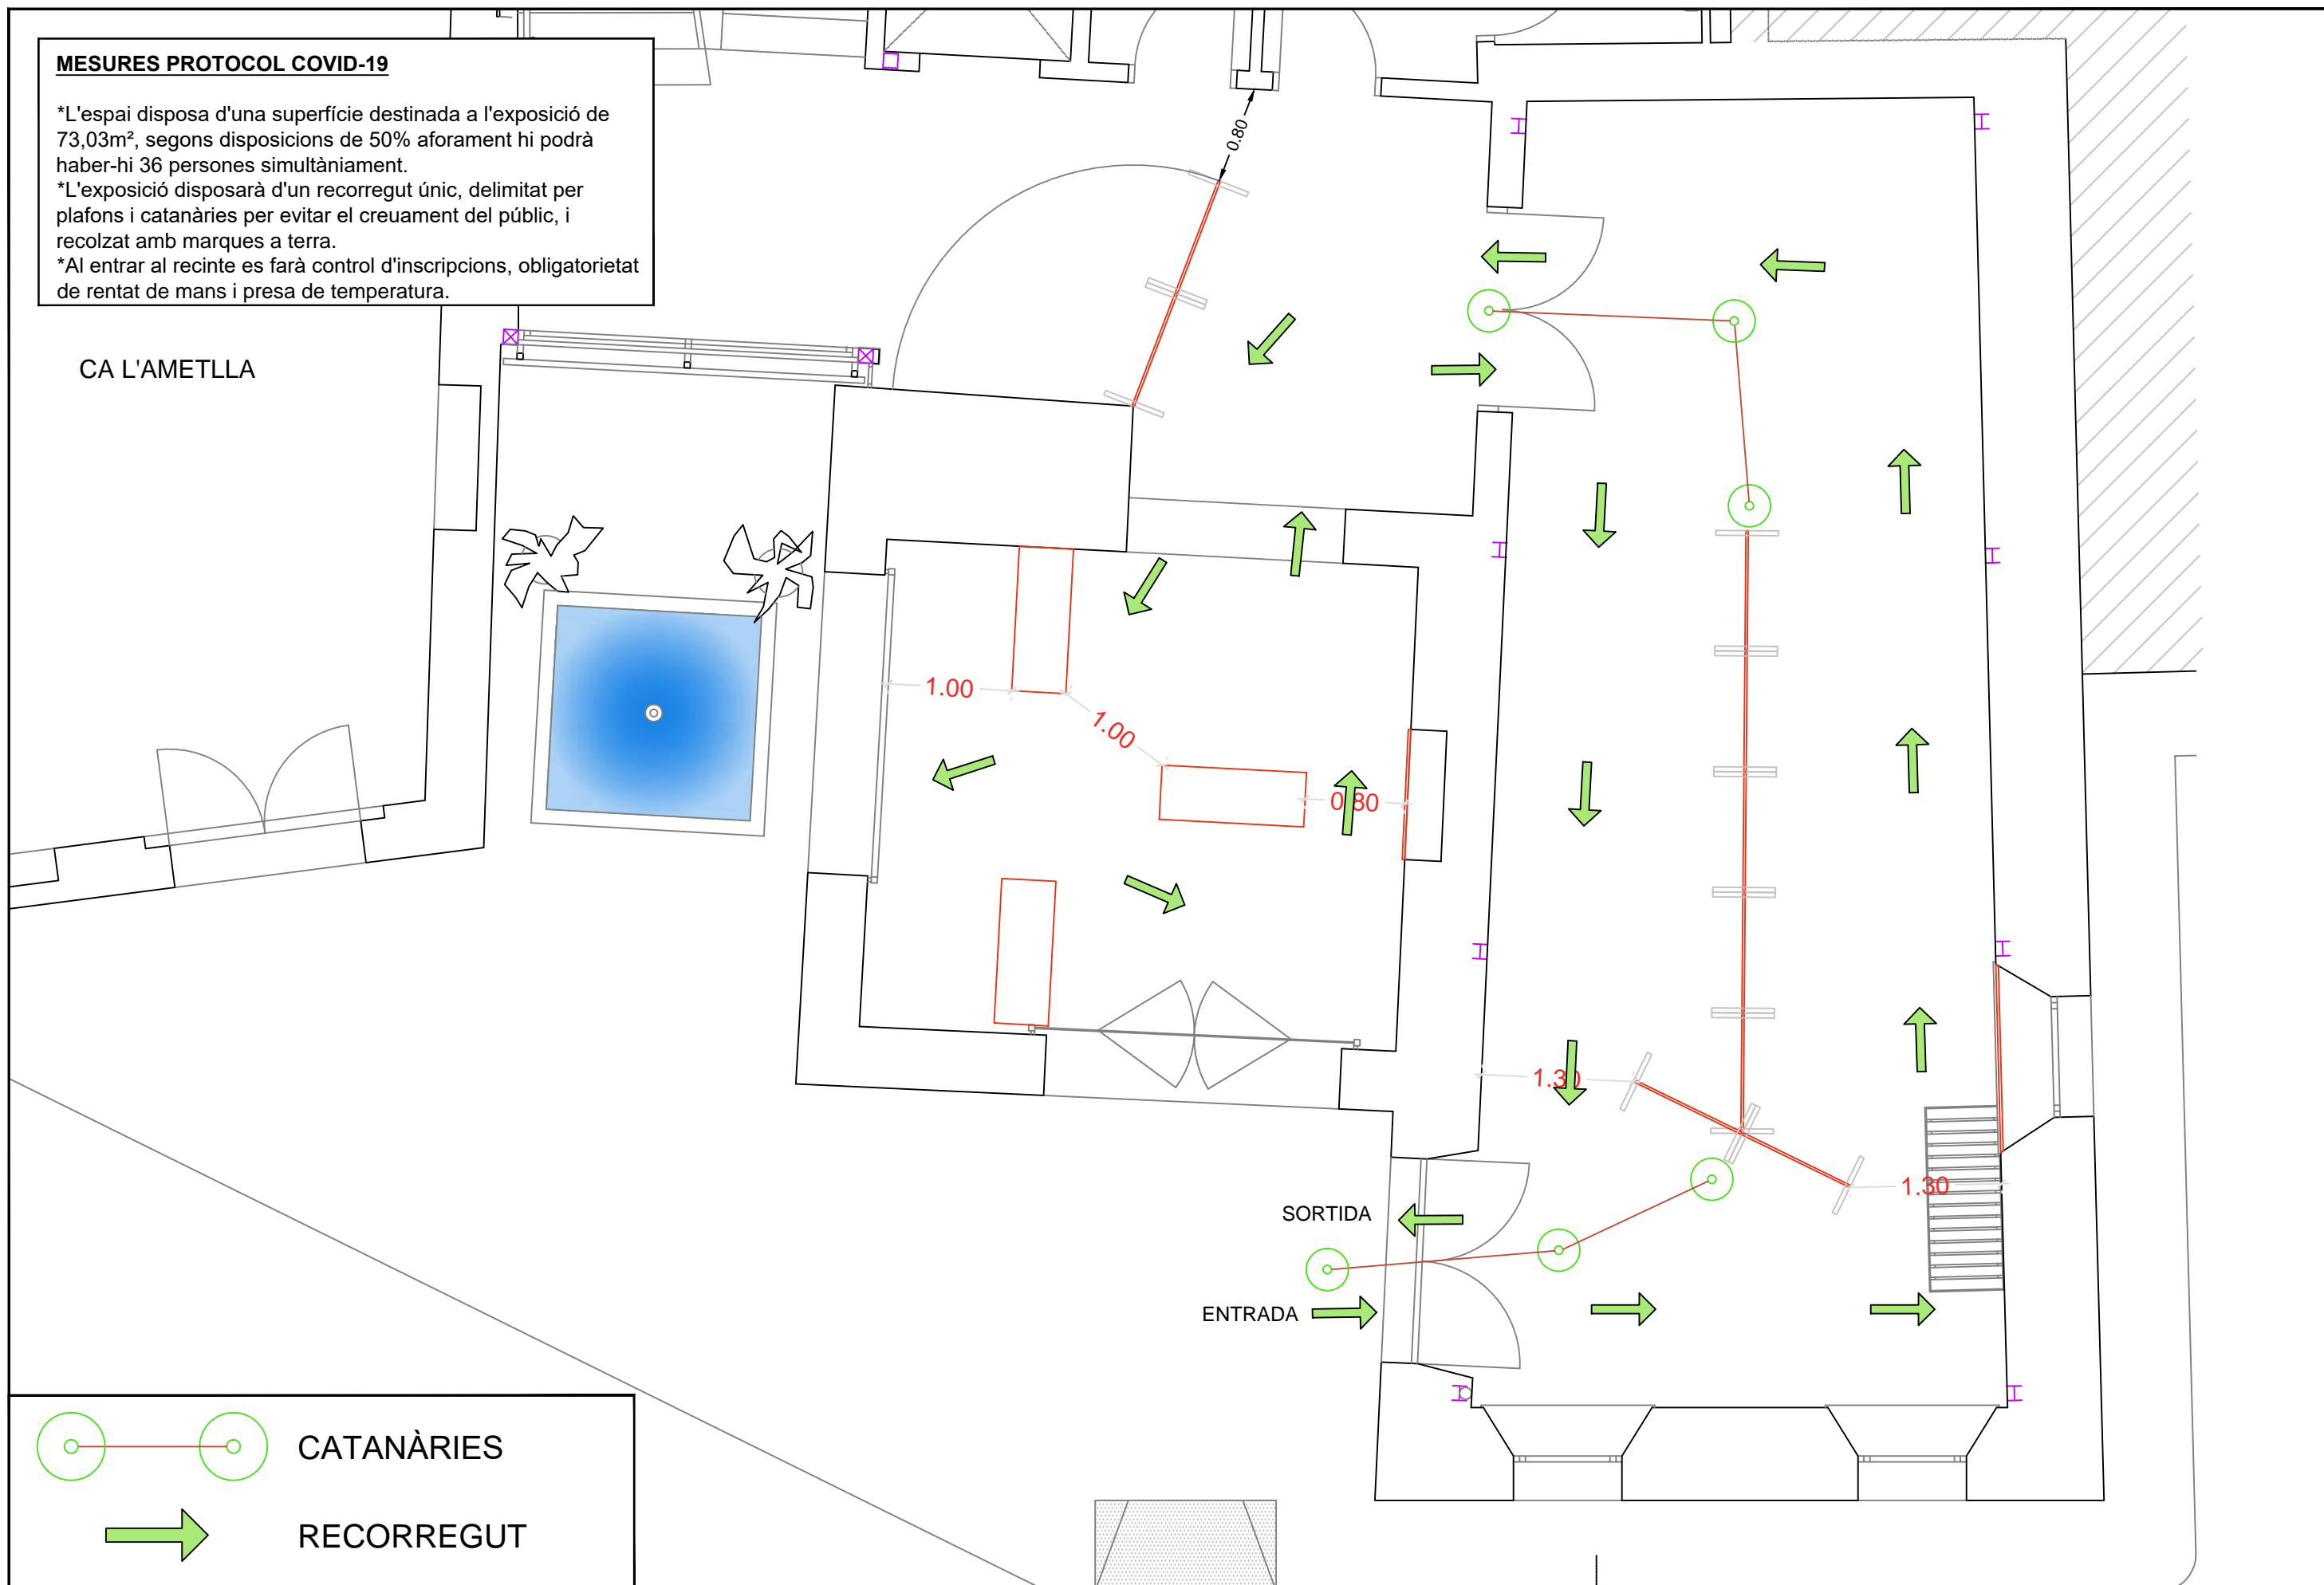 MESURES PROTOCOL COVID-19
*L'espai disposa d'una superfície destinada a l'exposició de
73,03m², segons disposicions de 50% aforament hi podrà
haber-hi 36 persones simultàniament.
*L'exposició disposarà d'un recorregut únic, delimitat per
plafons i catanàries per evitar el creuament del públic, i
recolzat amb marques a terra.
*Al entrar al recinte es farà control d'inscripcions, obligatorietat
de rentat de mans i presa de temperatura.
CA L'AMETLLA
0.80
1.00
1.00
0.80
1.30
1.30
SORTIDA
ENTRADA
CATANÀRIES
RECORREGUT